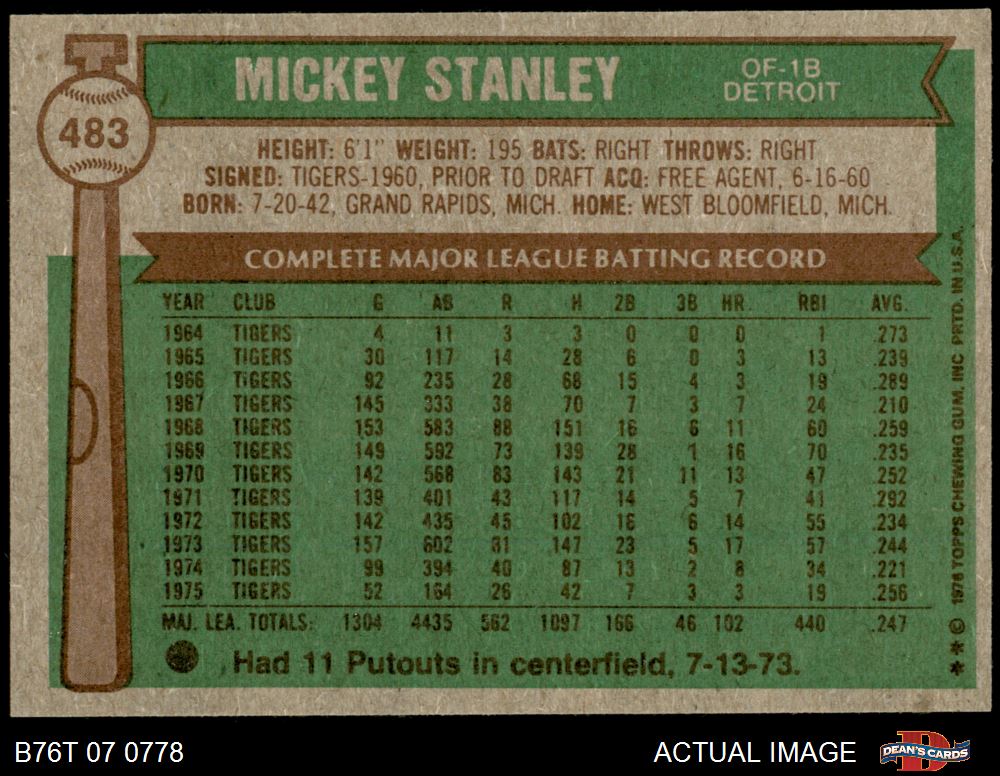 MICKEY STANLEY
OF-1B
DETROIT
483
HEIGHT: 6'1" WEIGHT: 195 BATS: RIGHT THROWS: RIGHT
SIGNED: TIGERS-1960, PRIOR TO DRAFT ACQ: FREE AGENT, 6-16-60
BORN: 7-20-42, GRAND RAPIDS, MICH. HOME: WEST BLOOMFIELD, MICH.
COMPLETE MAJOR LEAGUE BATTING RECORD
YEAR CLUB G AB R H 2B 3B HR RBI AVG.
1964 TIGERS 4 11 3 3 0 0 0 1 .273
1965 TIGERS 30 117 14 28 6 0 3 13 .239
1966 TIGERS 92 235 28 68 15 4 3 19 .289
1967 TIGERS 145 333 38 70 7 3 7 24 .210
1968 TIGERS 153 583 88 151 16 6 11 60 .259
1969 TIGERS 149 592 73 139 28 1 16 70 .235
1970 TIGERS 142 568 83 143 21 11 13 47 .252
1971 TIGERS 139 401 43 117 14 5 7 41 .292
1972 TIGERS 142 435 45 102 16 6 14 55 .234
1973 TIGERS 157 602 81 147 23 5 17 57 .244
1974 TIGERS 99 394 40 87 13 2 8 34 .221
1975 TIGERS 52 164 26 42 7 3 3 19 .256
MAJ. LEA. TOTALS: 1304 4435 562 1097 166 46 102 440 .247
Had 11 Putouts in centerfield, 7-13-73.
** © 1976 TOPPS CHEWING GUM, INC PRTD. IN U.S.A.
B76T 07 0778
ACTUAL IMAGE
DEAN'S CARDS